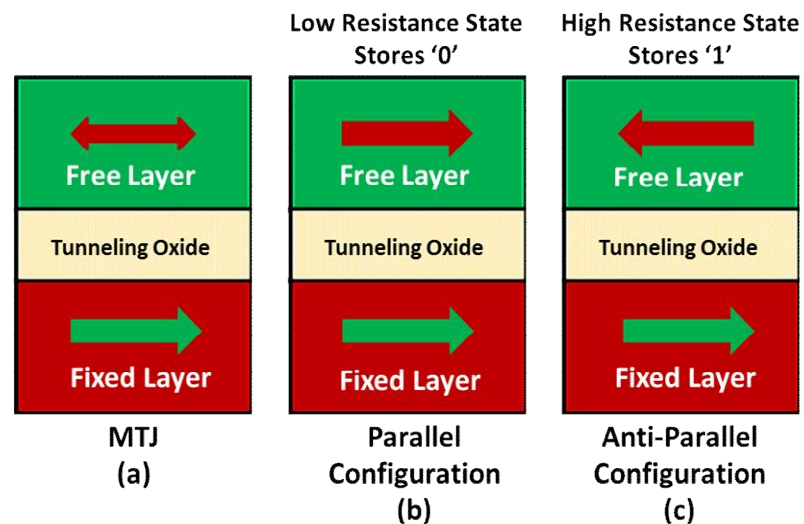 Low Resistance State
Stores ‘0’
High Resistance State
Stores ‘1’
Free Layer
Tunneling Oxide
Fixed Layer
MTJ
(a)
Free Layer
Tunneling Oxide
Fixed Layer
Parallel
Configuration
(b)
Free Layer
Tunneling Oxide
Fixed Layer
Anti-Parallel
Configuration
(c)